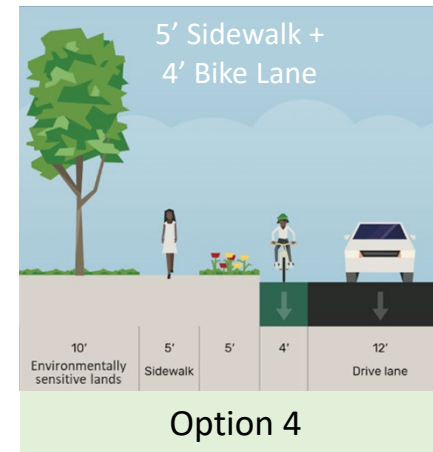 5’ Sidewalk +
4’ Bike Lane
10’ 5’ 5’ 4’ 12’
Environmentally
sensitive lands
Sidewalk
Drive lane
Option 4